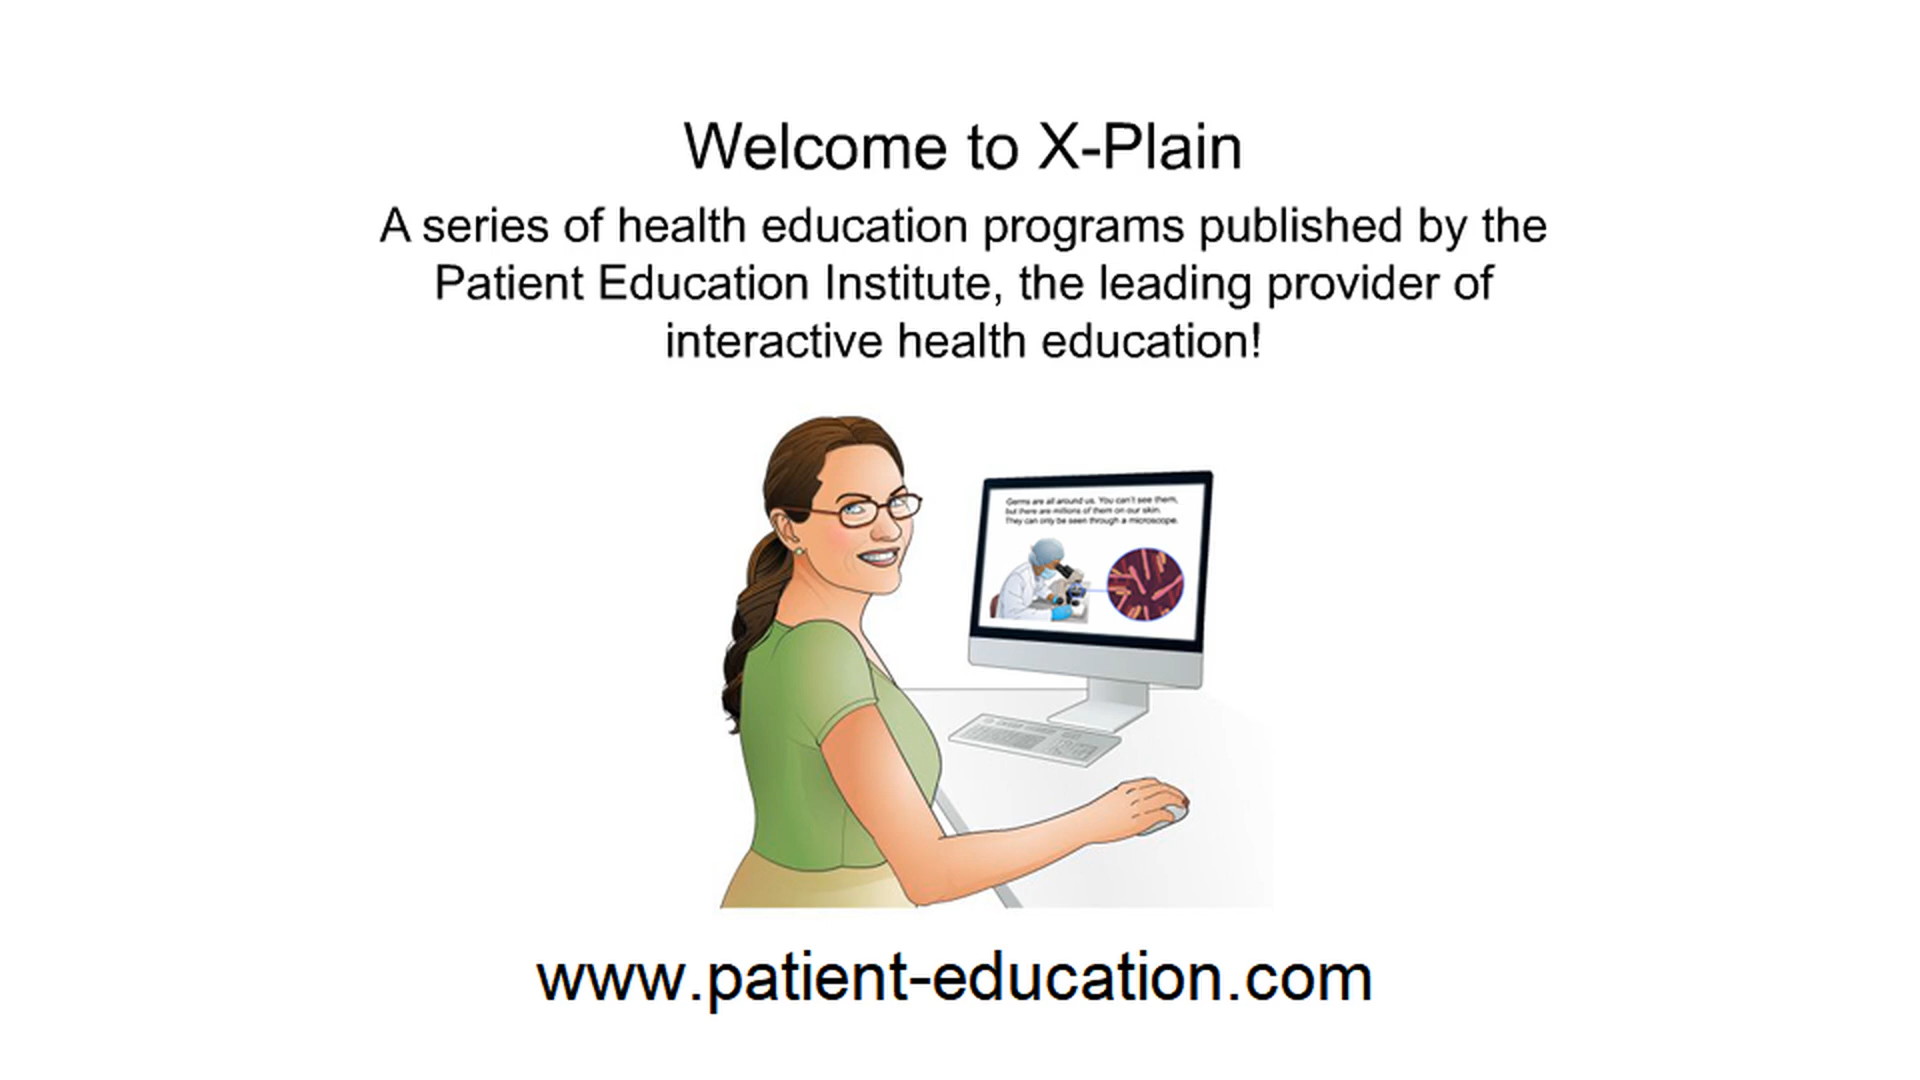 Welcome to X-Plain
A series of health education programs published by the
Patient Education Institute, the leading provider of
interactive health education!
Germs are all around us. You can't see them,
but there are millions of them on our skin.
They can only be seen through a microscope.
www.patient-education.com